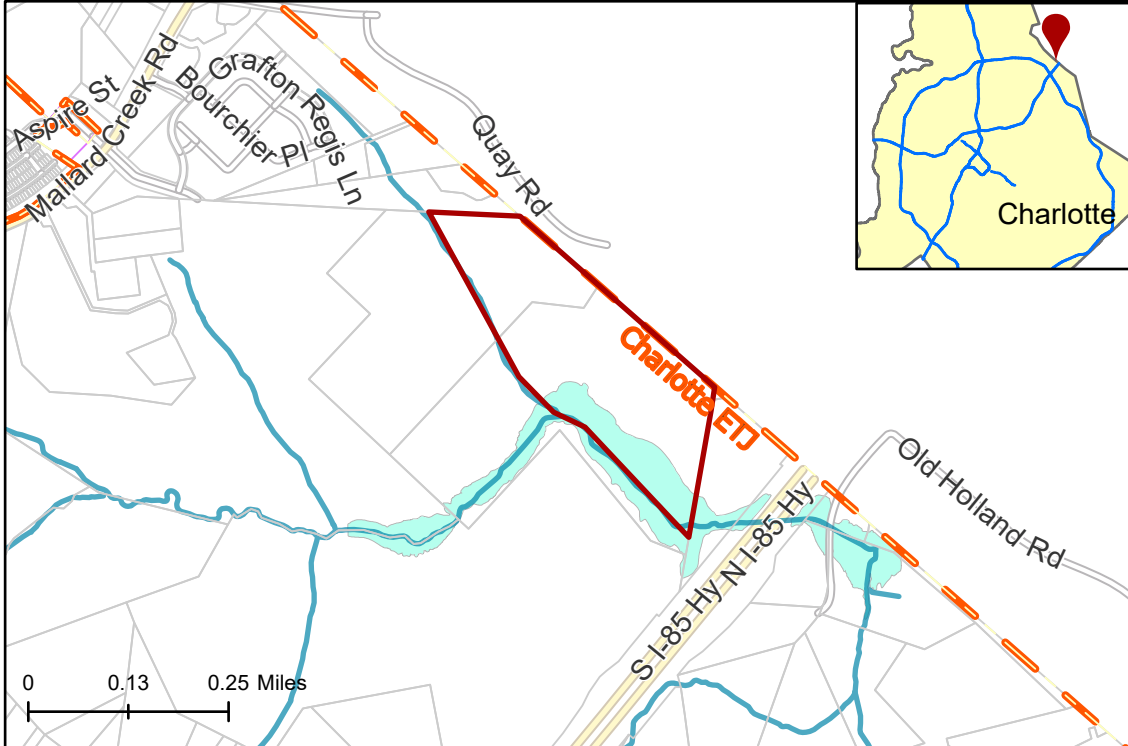 Aspire St
Mallard Creek Rd
Grafton Regis Ln
Bourchier Pl
Quay Rd
Charlotte
Charlotte ETJ
Old Holland Rd
S I-85 Hy
N I-85 Hy
0 0.13 0.25 Miles